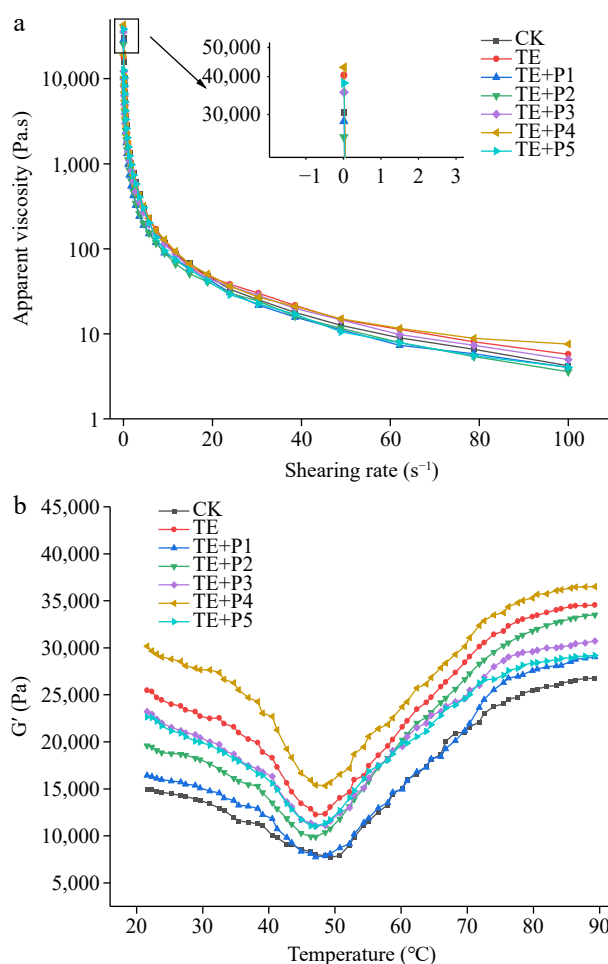 a
50,000
40,000
30,000
−1 0 1 2 3
CK
TE
TE+P1
TE+P2
TE+P3
TE+P4
TE+P5
10,000
1,000
100
10
1
Apparent viscosity (Pa.s)
0 20 40 60 80 100
Shearing rate (s⁻¹)
b
45,000
40,000
35,000
30,000
25,000
20,000
15,000
10,000
5,000
G′ (Pa)
CK
TE
TE+P1
TE+P2
TE+P3
TE+P4
TE+P5
20 30 40 50 60 70 80 90
Temperature (°C)